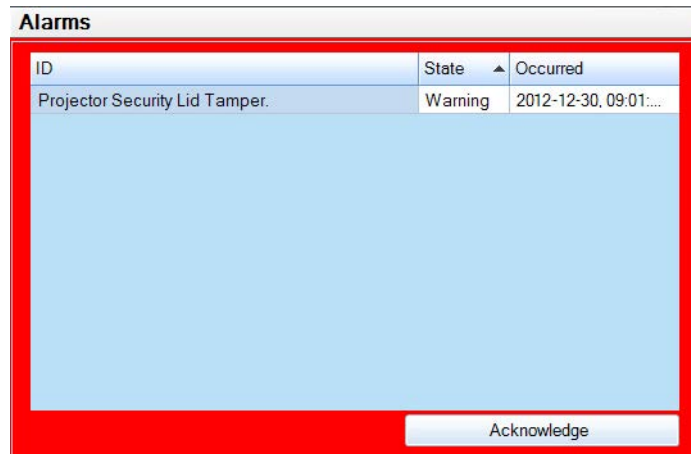 Alarms
ID State Occurred
Projector Security Lid Tamper. Warning 2012-12-30, 09:01:...
Acknowledge